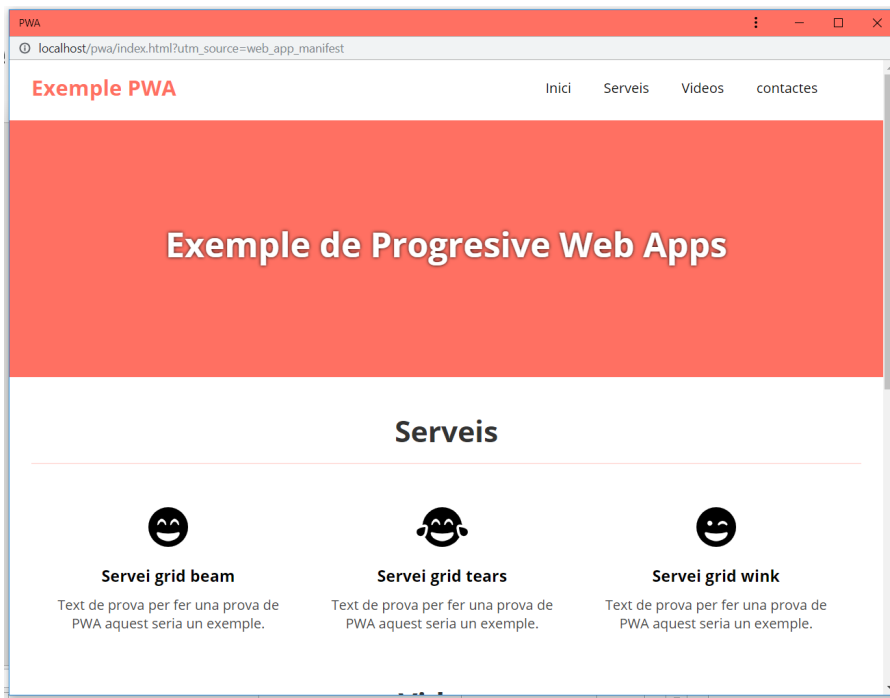 PWA
localhost/pwa/index.html?utm_source=web_app_manifest
Exemple PWA
Inici Serveis Videos contactes
Exemple de Progresive Web Apps
Serveis
Servei grid beam
Text de prova per fer una prova de
PWA aquest seria un exemple.
Servei grid tears
Text de prova per fer una prova de
PWA aquest seria un exemple.
Servei grid wink
Text de prova per fer una prova de
PWA aquest seria un exemple.